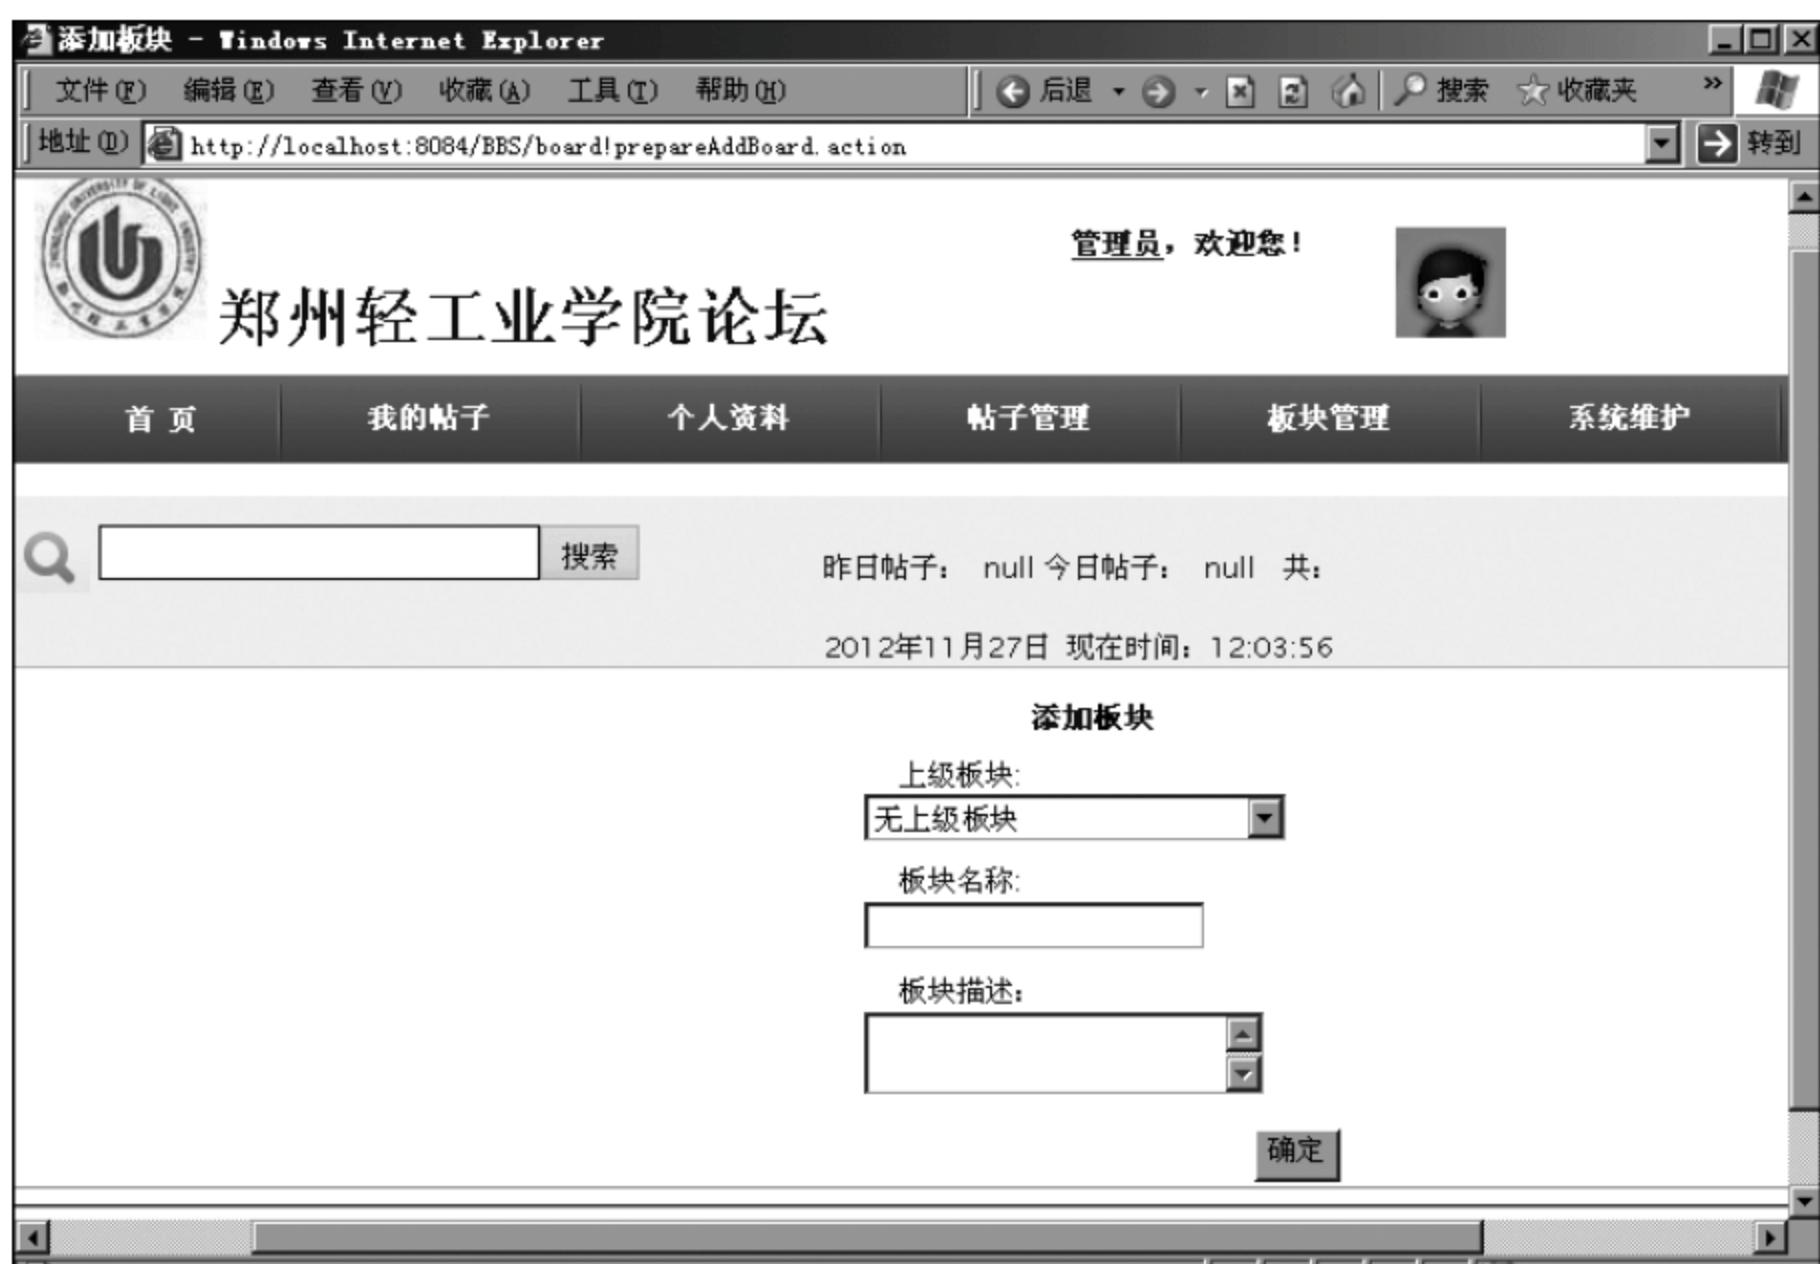 添加板块 - Windows Internet Explorer
文件(F) 编辑(E) 查看(V) 收藏(A) 工具(T) 帮助(H) 后退 搜索 收藏夹 »
地址(D) http://localhost:8084/BBS/board!prepareAddBoard.action 转到
管理员，欢迎您！
郑州轻工业学院论坛
首 页 我的帖子 个人资料 帖子管理 板块管理 系统维护
搜索 昨日帖子： null 今日帖子： null 共：
2012年11月27日 现在时间：12:03:56
添加板块
上级板块:
无上级板块
板块名称:
板块描述：
确定